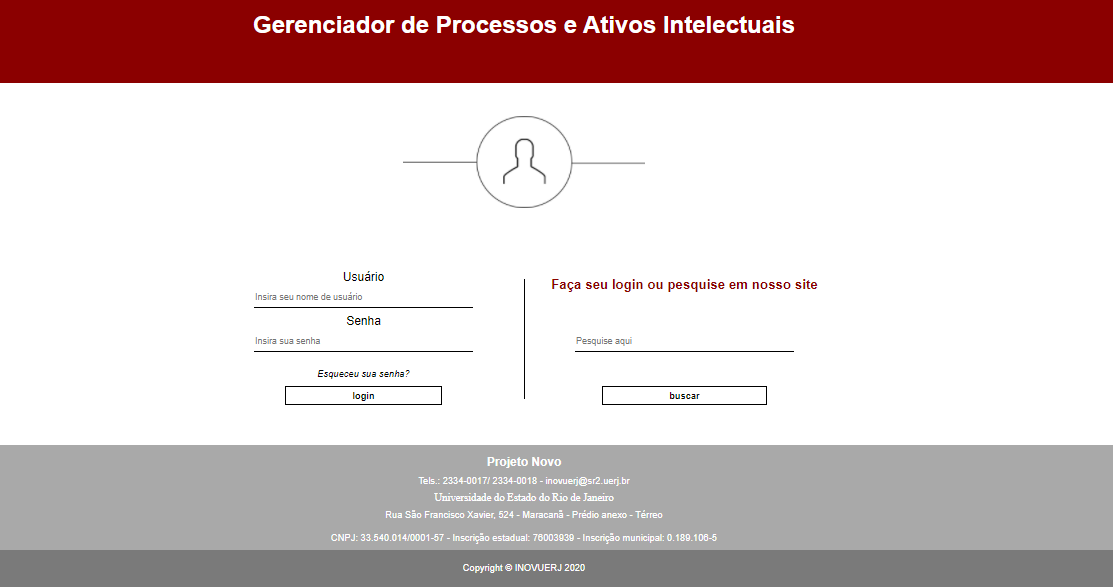 Gerenciador de Processos e Ativos Intelectuais
Usuário
Insira seu nome de usuário
Senha
Insira sua senha
Esqueceu sua senha?
login
Faça seu login ou pesquise em nosso site
Pesquise aqui
buscar
Projeto Novo
Tels.: 2334-0017/ 2334-0018 - inovuerj@sr2.uerj.br
Universidade do Estado do Rio de Janeiro
Rua São Francisco Xavier, 524 - Maracanã - Prédio anexo - Térreo
CNPJ: 33.540.014/0001-57 - Inscrição estadual: 76003939 - Inscrição municipal: 0.189.106-5
Copyright © INOVUERJ 2020